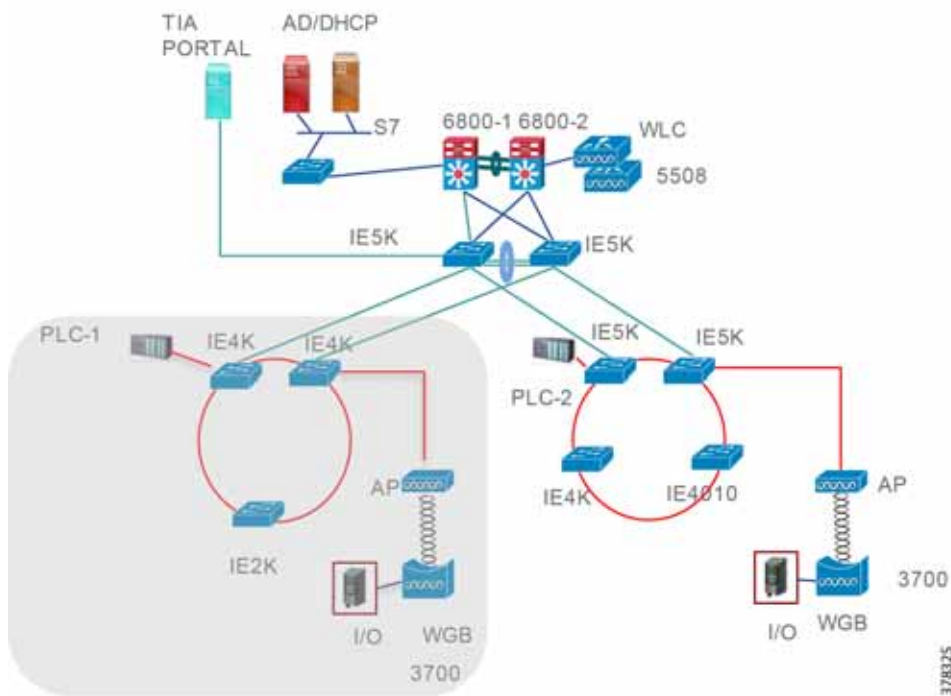 TIA
PORTAL
AD/DHCP
S7
6800-1 6800-2
WLC
5508
IE5K
IE5K
PLC-1
IE4K
IE4K
IE5K
IE5K
PLC-2
AP
IE4K
IE4010
AP
IE2K
I/O
WGB
3700
3700
I/O
WGB
378325